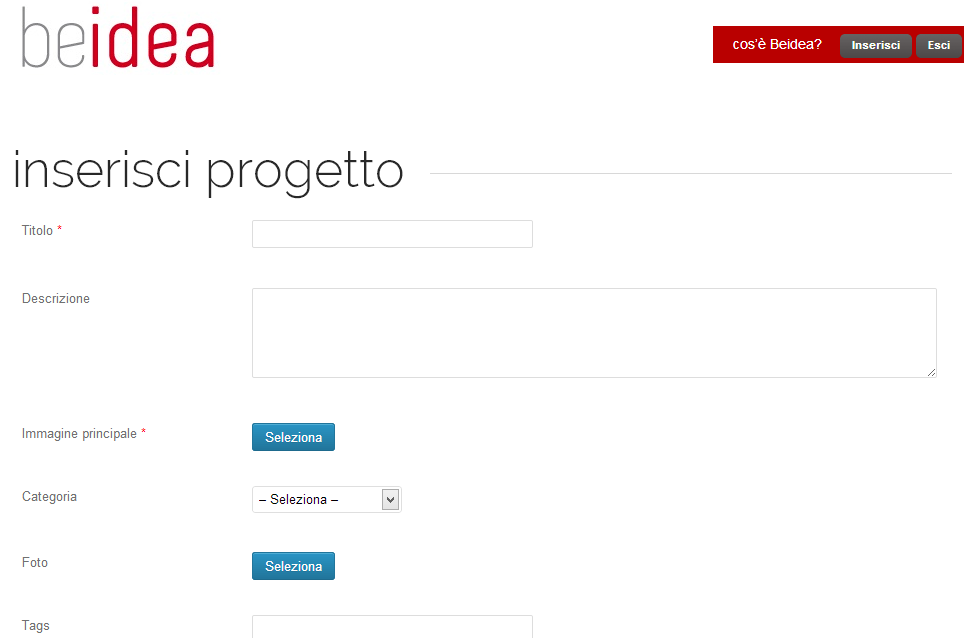 beidea
cos'è Beidea? Inserisci Esci
inserisci progetto
Titolo *
Descrizione
Immagine principale * Seleziona
Categoria – Seleziona –
Foto Seleziona
Tags